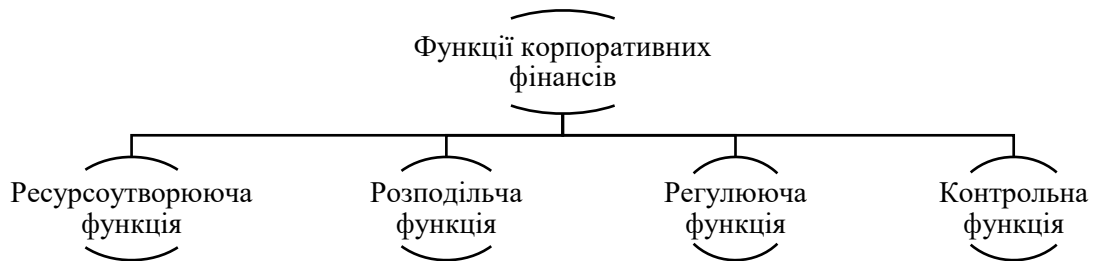 Функції корпоративних
фінансів
Ресурсоутворююча
функція
Розподільча
функція
Регулююча
функція
Контрольна
функція